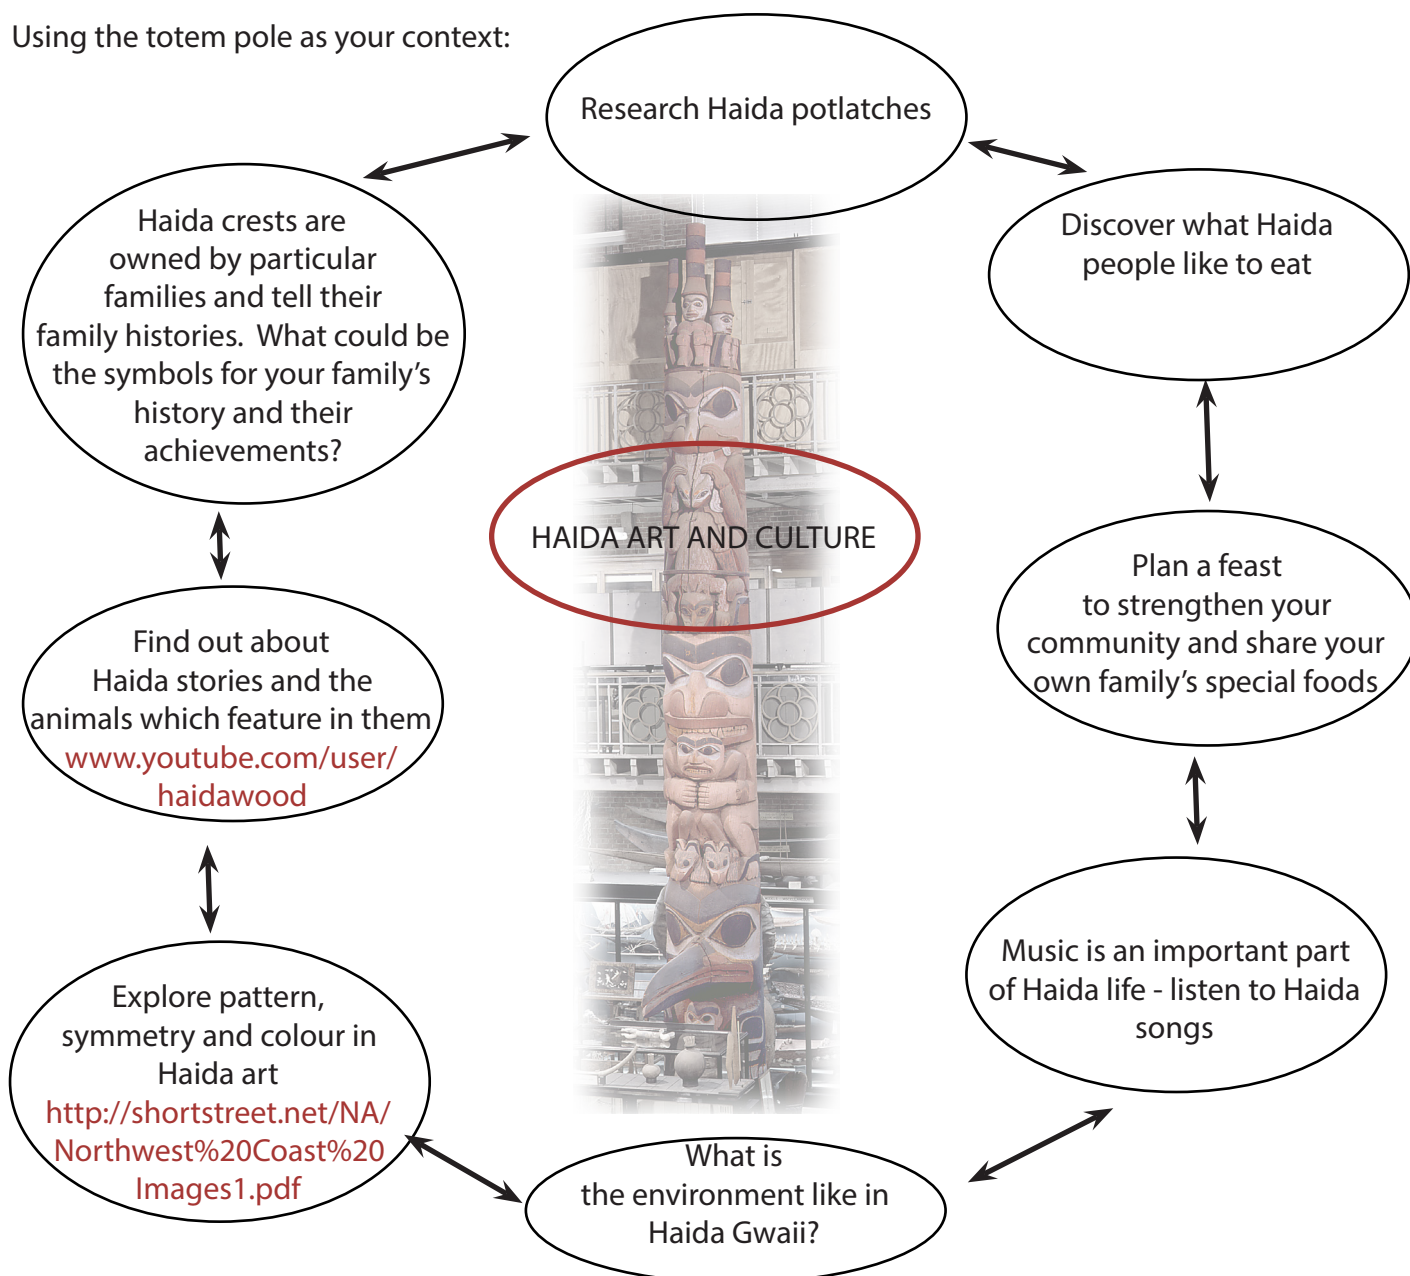 Using the totem pole as your context:
Research Haida potlatches
Discover what Haida
people like to eat
Plan a feast
to strengthen your
community and share your
own family's special foods
Music is an important part
of Haida life - listen to Haida
songs
What is
the environment like in
Haida Gwaii?
Explore pattern,
symmetry and colour in
Haida art
http://shortstreet.net/NA/
Northwest%20Coast%20
Images1.pdf
Find out about
Haida stories and the
animals which feature in them
www.youtube.com/user/
haidawood
Haida crests are
owned by particular
families and tell their
family histories.  What could be
the symbols for your family's
history and their
achievements?
HAIDA ART AND CULTURE